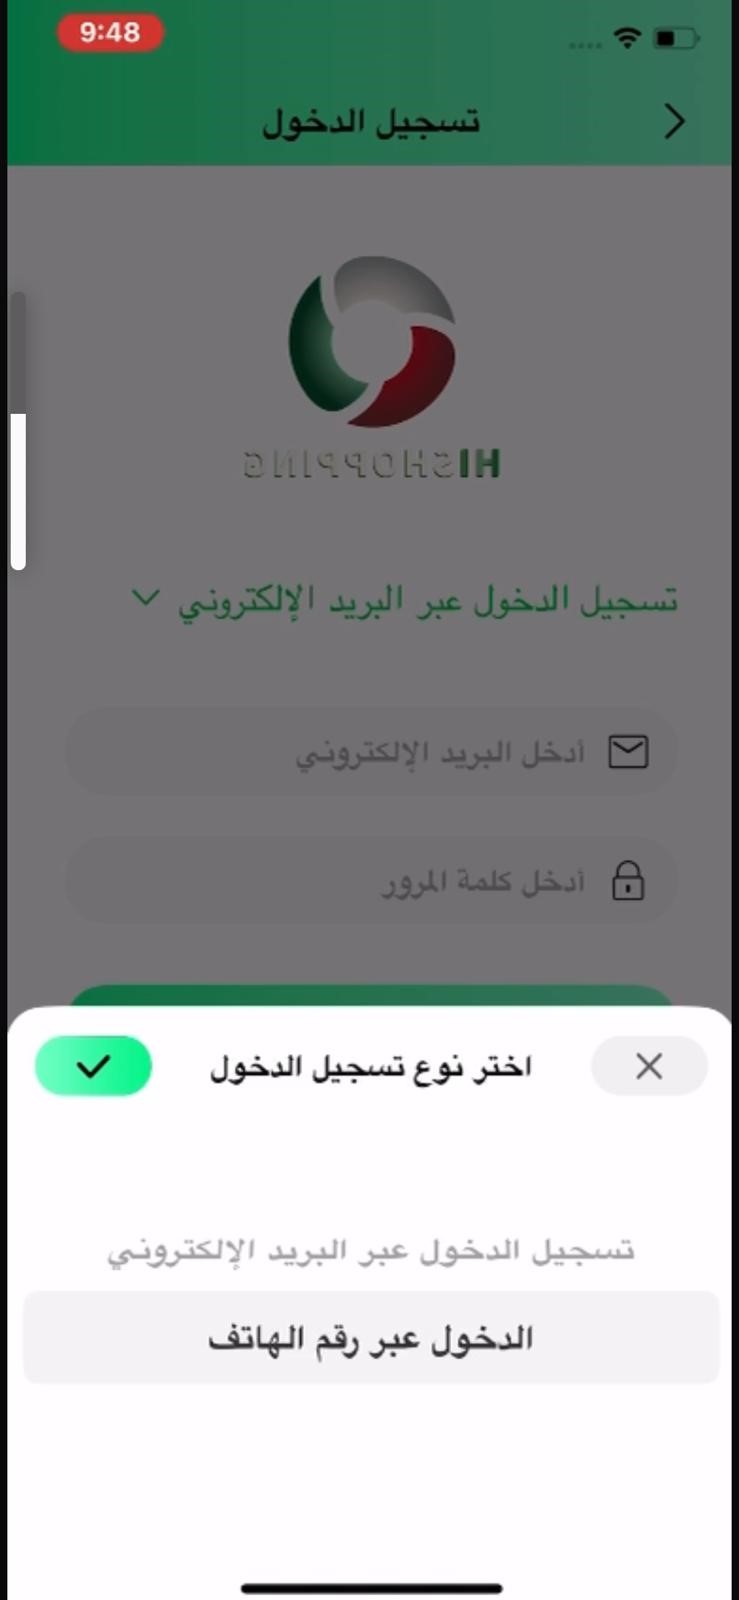 9:48
تسجيل الدخول
HISHOPPING
تسجيل الدخول عبر البريد الإلكتروني
أدخل البريد الإلكتروني
أدخل كلمة المرور
اختر نوع تسجيل الدخول
تسجيل الدخول عبر البريد الإلكتروني
الدخول عبر رقم الهاتف